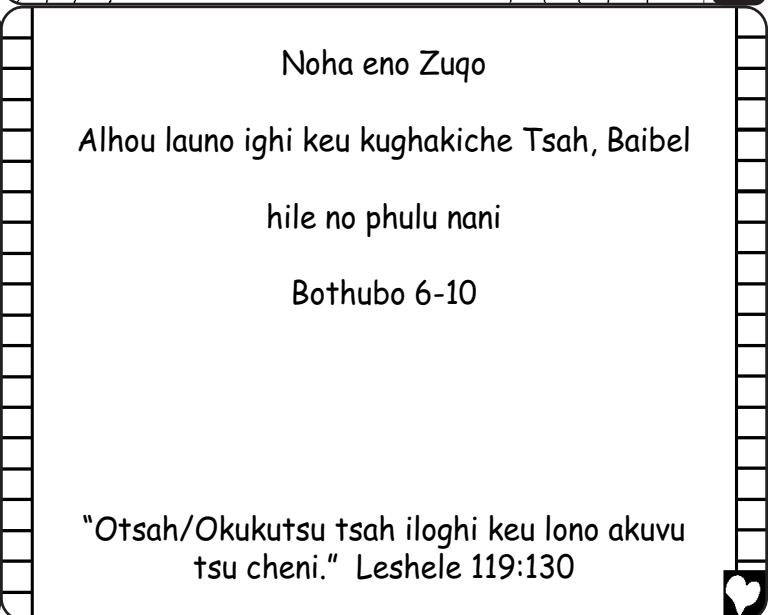 Noha eno Zuqo
Alhou launo ighi keu kughakiche Tsah, Baibel
hile no phulu nani
Bothubo 6-10
“Otsah/Okukutsu tsah iloghi keu lono akuvu
tsu cheni.” Leshele 119:130